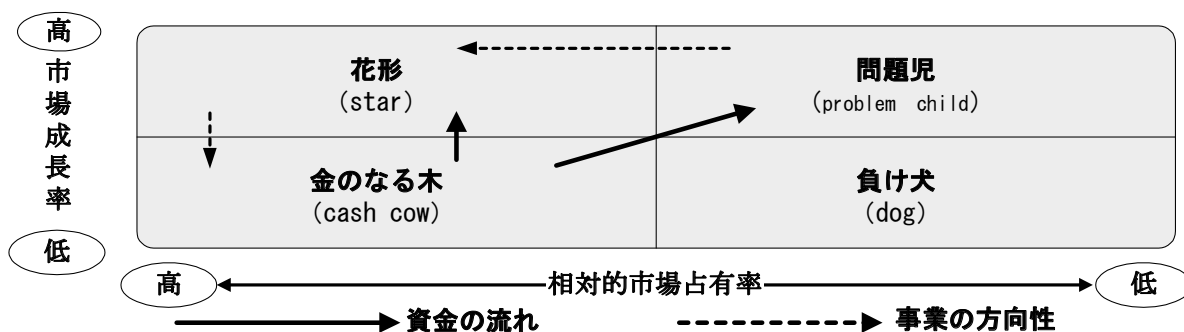 高
市場成長率
低
花形
(star)
問題児
(problem child)
金のなる木
(cash cow)
負け犬
(dog)
高
相対的市場占有率
低
資金の流れ
事業の方向性